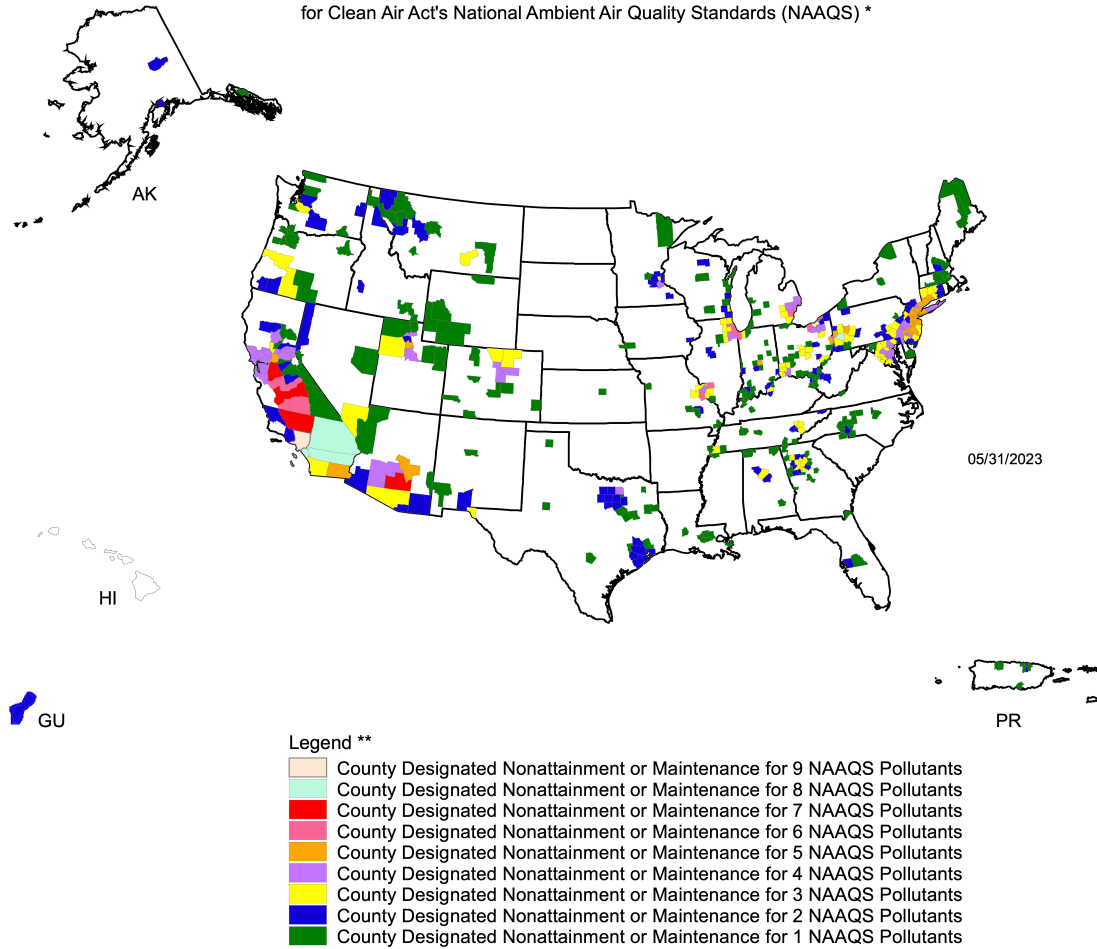 for Clean Air Act's National Ambient Air Quality Standards (NAAQS) *
AK
05/31/2023
HI
GU
PR
Legend **
County Designated Nonattainment or Maintenance for 9 NAAQS Pollutants
County Designated Nonattainment or Maintenance for 8 NAAQS Pollutants
County Designated Nonattainment or Maintenance for 7 NAAQS Pollutants
County Designated Nonattainment or Maintenance for 6 NAAQS Pollutants
County Designated Nonattainment or Maintenance for 5 NAAQS Pollutants
County Designated Nonattainment or Maintenance for 4 NAAQS Pollutants
County Designated Nonattainment or Maintenance for 3 NAAQS Pollutants
County Designated Nonattainment or Maintenance for 2 NAAQS Pollutants
County Designated Nonattainment or Maintenance for 1 NAAQS Pollutants